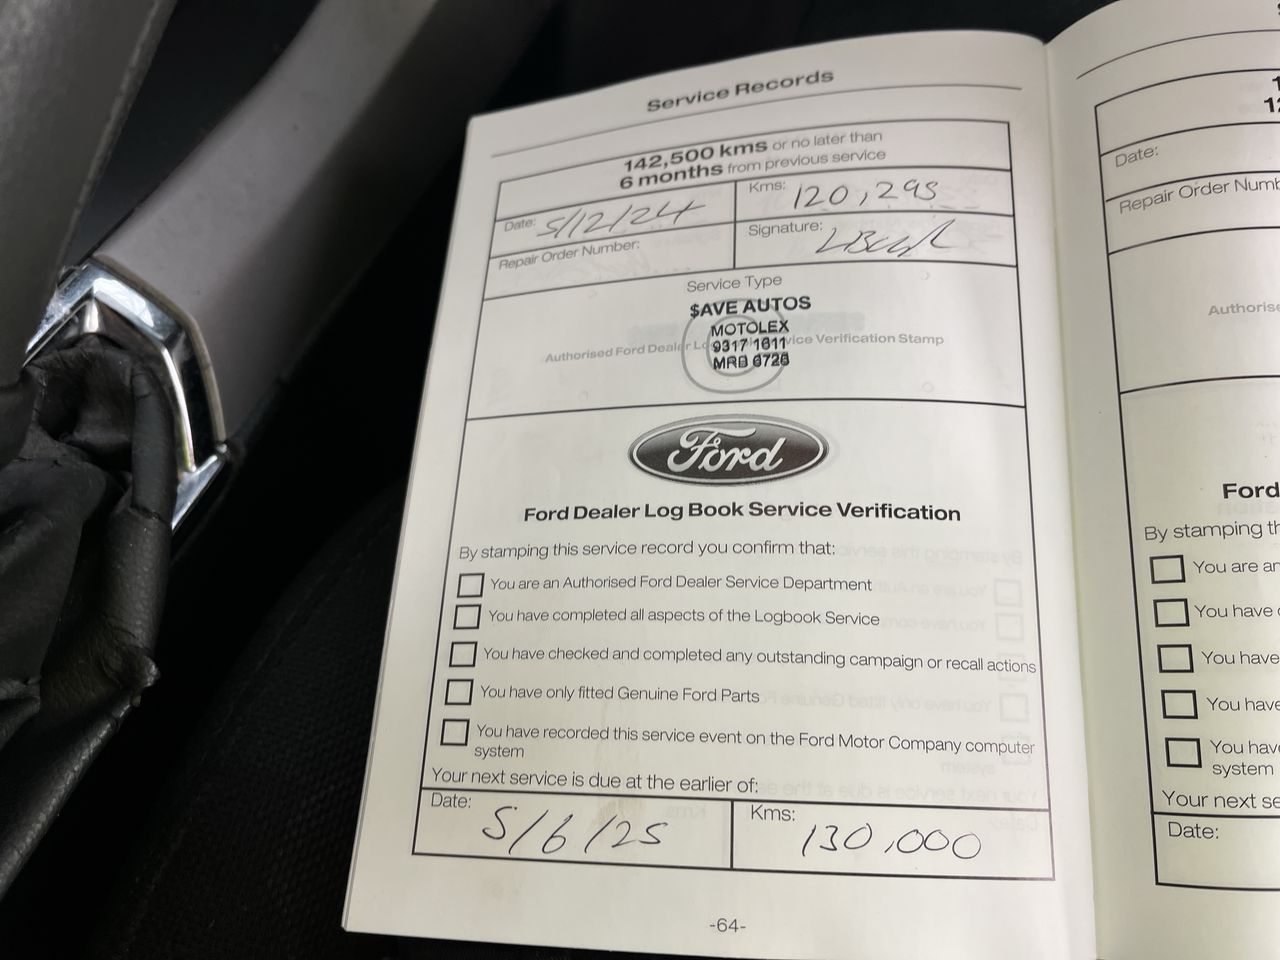 Service Records
142,500 kms or no later than
6 months from previous service
Date: 5/12/24
Kms: 120,295
Repair Order Number:
Signature:
Service Type
$AVE AUTOS
MOTOLEX
Authorised Ford Dealer Service Verification Stamp
9317 1611
MRB 6726
Ford
Ford Dealer Log Book Service Verification
By stamping this service record you confirm that:
You are an Authorised Ford Dealer Service Department
You have completed all aspects of the Logbook Service
You have checked and completed any outstanding campaign or recall actions
You have only fitted Genuine Ford Parts
You have recorded this service event on the Ford Motor Company computer
system
Your next service is due at the earlier of:
Date: 5/6/25
Kms: 130,000
-64-
Date:
Repair Order
Ford
By stamping
You are
You have
You have
You have
You
system
Your next
Date: